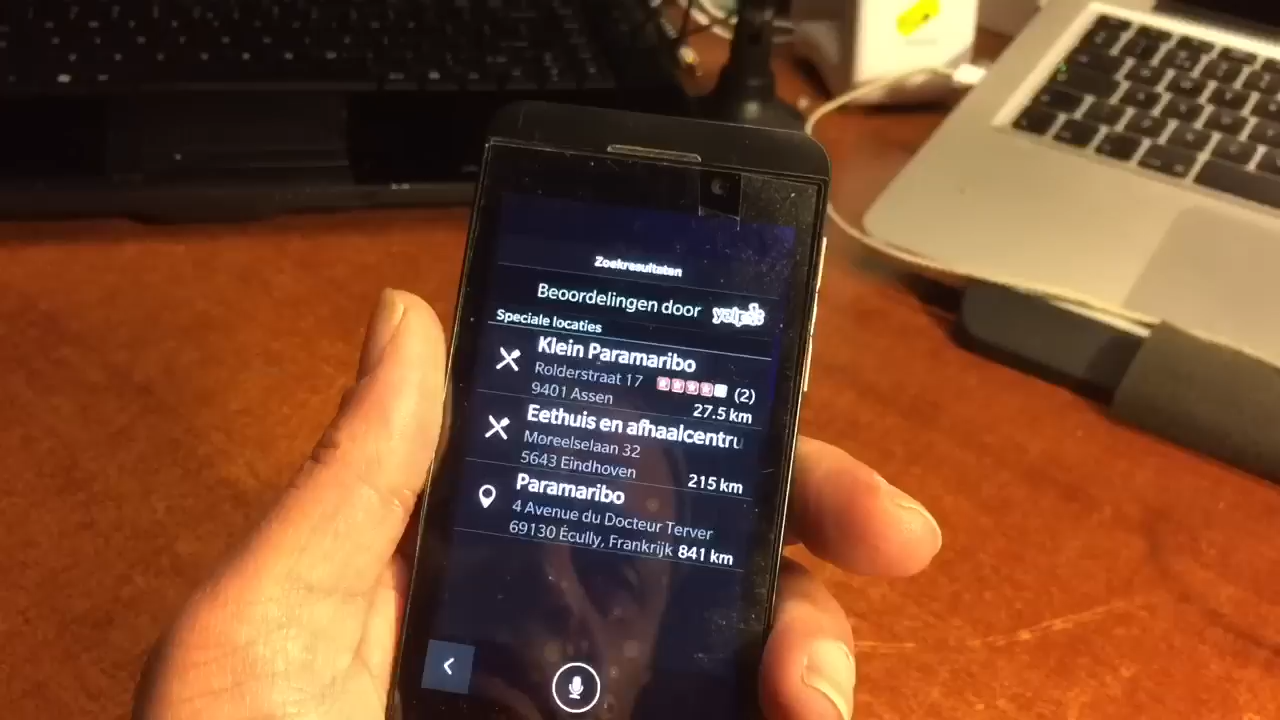 Zoekresultaten
Beoordelingen door yelp
Speciale locaties
Klein Paramaribo
Rolderstraat 17 (2)
9401 Assen 27.5 km
Eethuis en afhaalcentru
Moreelselaan 32
5643 Eindhoven 215 km
Paramaribo
4 Avenue du Docteur Terver
69130 Écully, Frankrijk 841 km